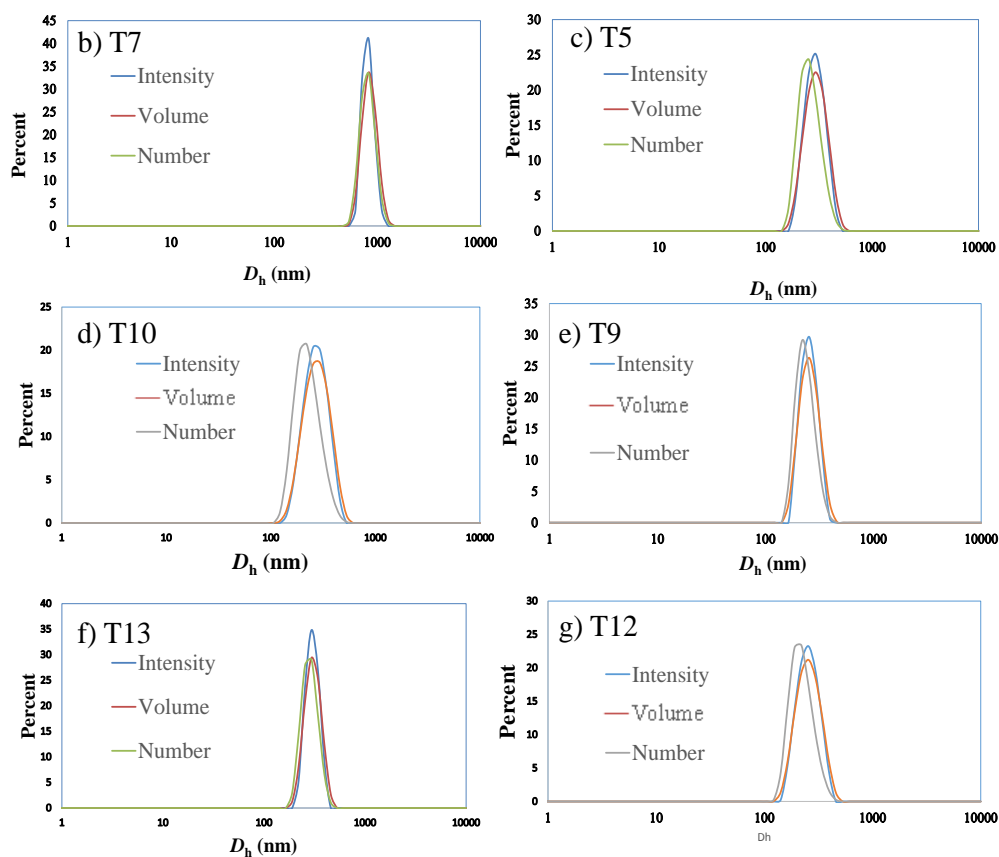 b) T7
Intensity
Volume
Number
Percent
45
40
35
30
25
20
15
10
5
0
1 10 100 1000 10000
Dh (nm)
c) T5
Intensity
Volume
Number
Percent
30
25
20
15
10
5
0
1 10 100 1000 10000
Dh (nm)
d) T10
Intensity
Volume
Number
Percent
25
20
15
10
5
0
1 10 100 1000 10000
Dh (nm)
e) T9
Intensity
Volume
Number
Percent
35
30
25
20
15
10
5
0
1 10 100 1000 10000
Dh (nm)
f) T13
Intensity
Volume
Number
Percent
40
35
30
25
20
15
10
5
0
1 10 100 1000 10000
Dh (nm)
g) T12
Intensity
Volume
Number
Percent
30
25
20
15
10
5
0
1 10 100 1000 10000
Dh